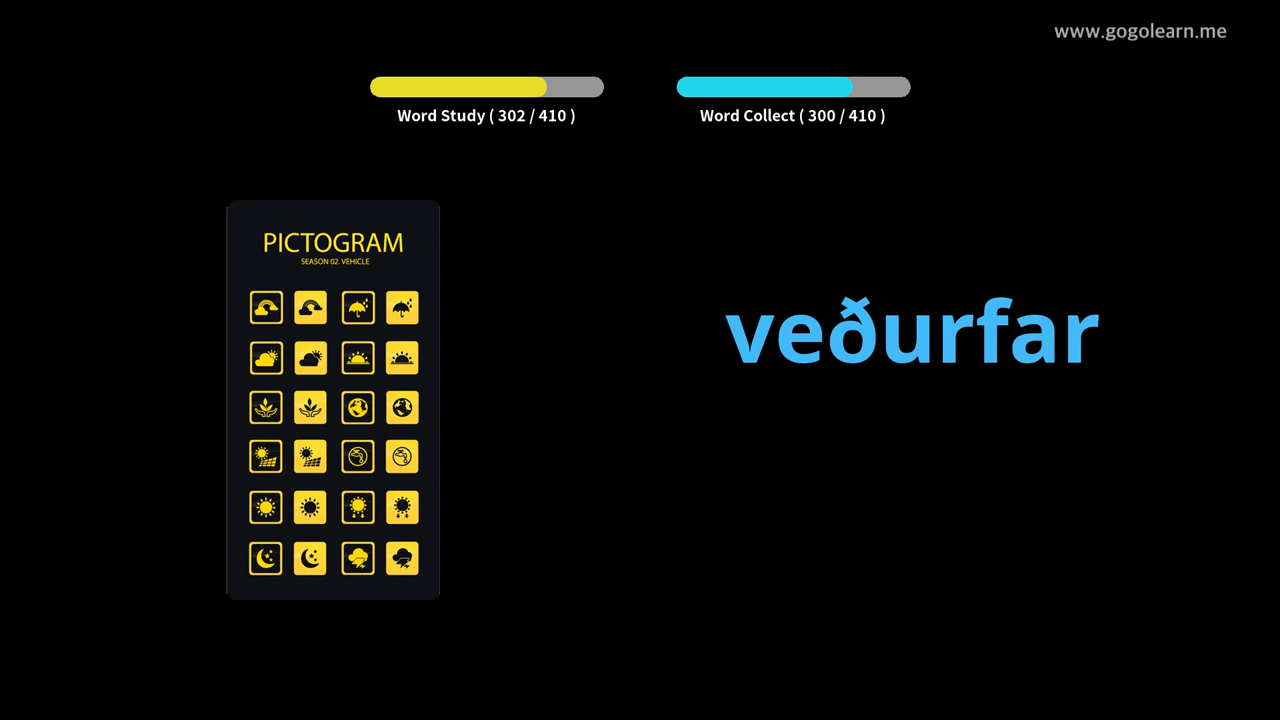 www.gogolearn.me
Word Study ( 302 / 410 )
Word Collect ( 300 / 410 )
PICTOGRAM
SEASON 02. VEHICLE
veðurfar